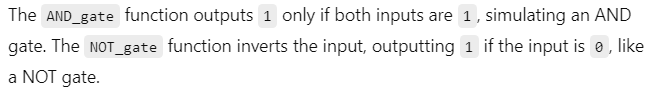 The AND_gate function outputs 1 only if both inputs are 1, simulating an AND
gate. The NOT_gate function inverts the input, outputting 1 if the input is 0, like
a NOT gate.